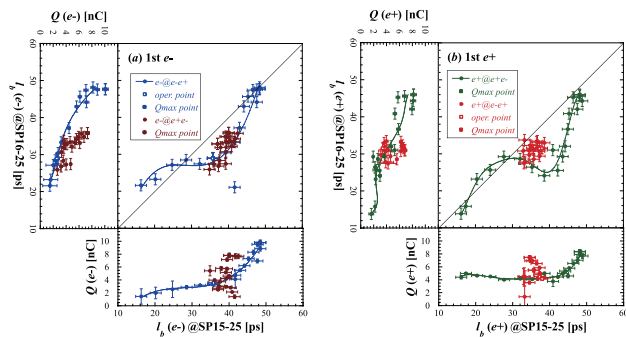 Q (e-) [nC]
0 2 4 6 8 10
l_b (e-) @SP16-25 [ps]
60
50
40
30
20
10
(a) 1st e-
e-@e-e+
oper. point
Qmax point
e-@e+e-
Qmax point
Q (e-) [nC]
10
8
6
4
2
0
10 20 30 40 50 60
l_b (e-) @SP15-25 [ps]
Q (e+) [nC]
0 2 4 6 8 10
l_b (e+) @SP16-25 [ps]
60
50
40
30
20
10
(b) 1st e+
e+@e+e-
oper. point
Qmax point
e+@e-e+
oper. point
Qmax point
Q (e+) [nC]
10
8
6
4
2
0
10 20 30 40 50 60
l_b (e+) @SP15-25 [ps]